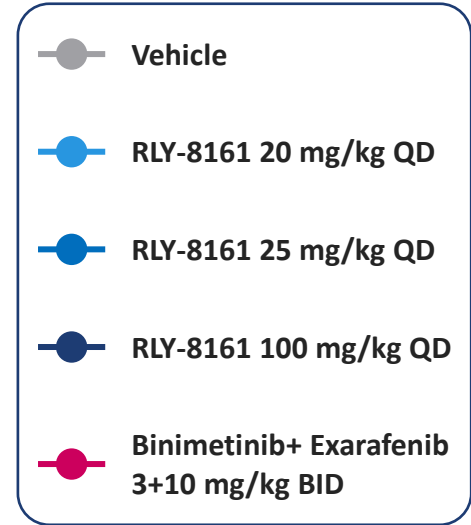 Vehicle
RLY-8161 20 mg/kg QD
RLY-8161 25 mg/kg QD
RLY-8161 100 mg/kg QD
Binimetinib+ Exarafenib
3+10 mg/kg BID